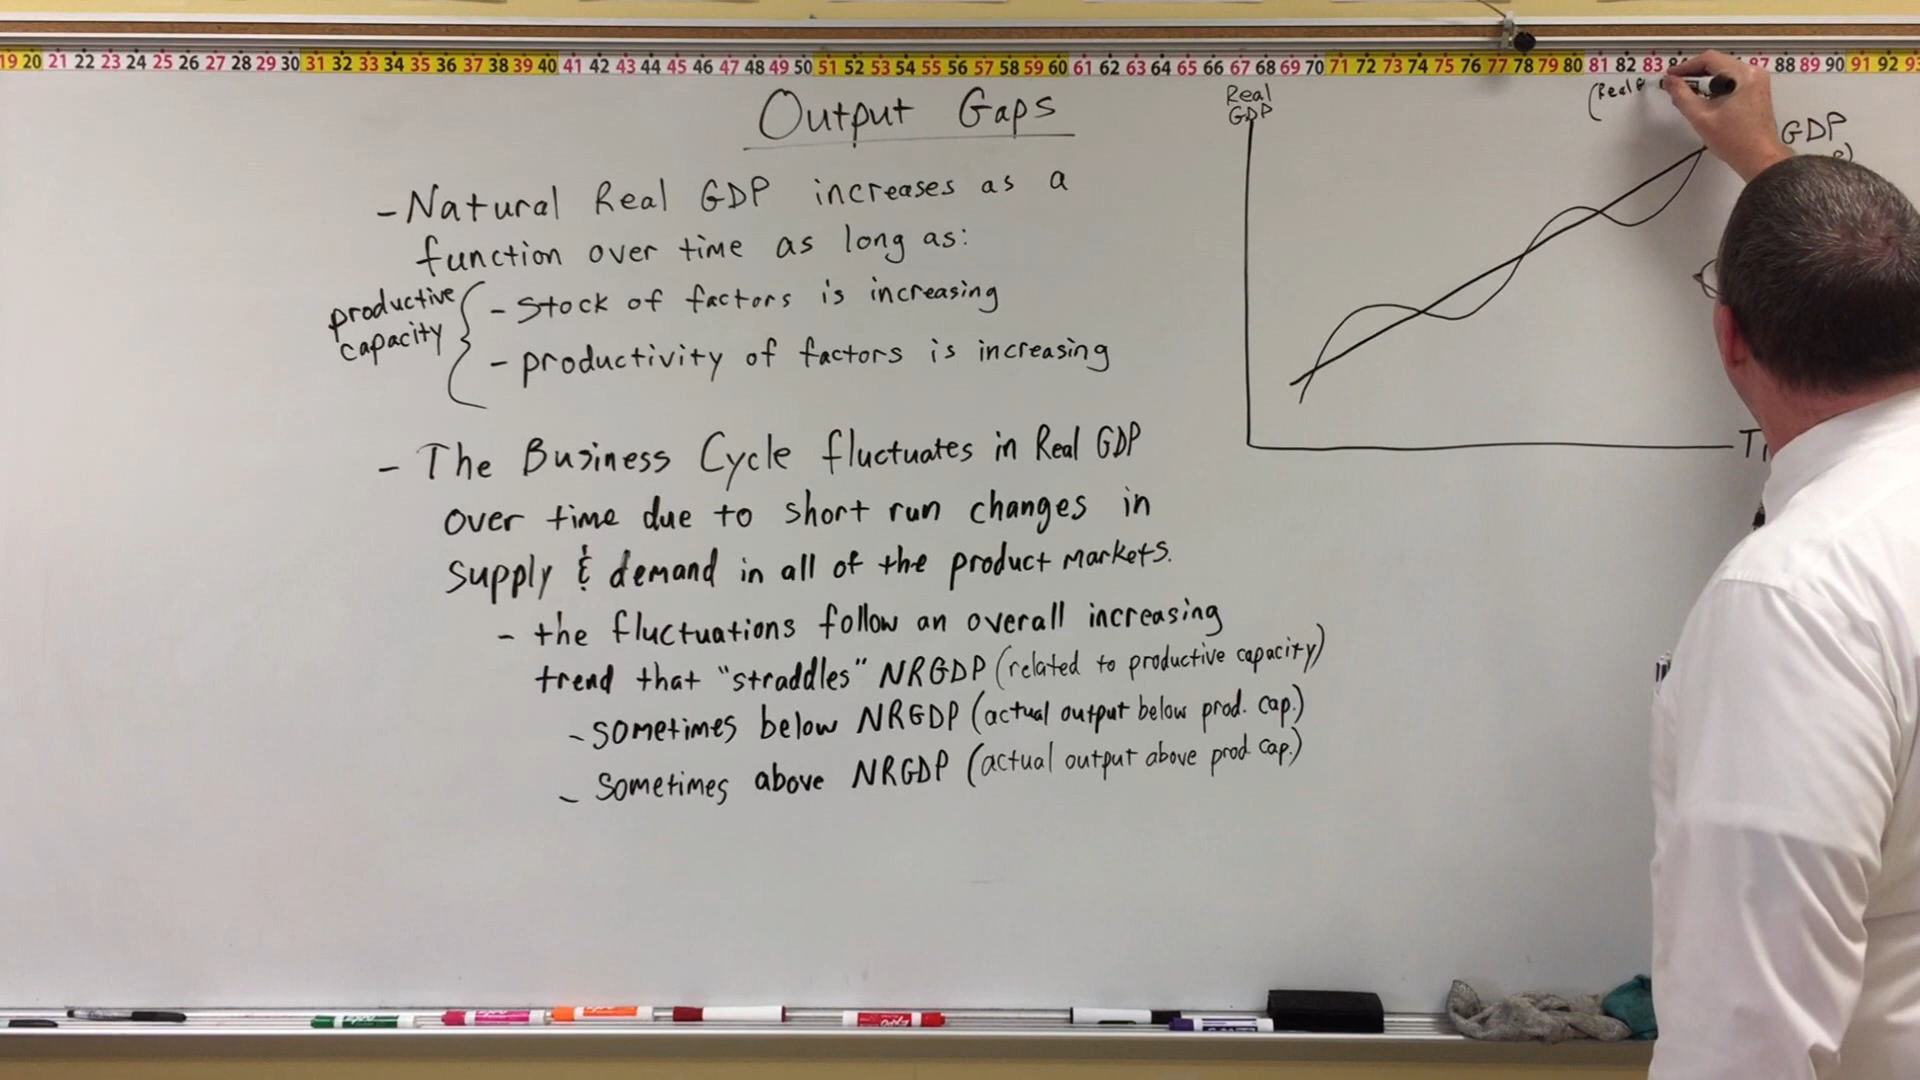 19 20 21 22 23 24 25 26 27 28 29 30 31 32 33 34 35 36 37 38 39 40 41 42 43 44 45 46 47 48 49 50 51 52 53 54 55 56 57 58 59 60 61 62 63 64 65 66 67 68 69 70 71 72 73 74 75 76 77 78 79 80 81 82 83 87 88 89 90 91 92
Output Gaps
- Natural Real GDP increases as a
function over time as long as:
productive
capacity
- Stock of factors is increasing
- productivity of factors is increasing
- The Business Cycle fluctuates in Real GDP
over time due to short run changes in
supply & demand in all of the product markets.
- the fluctuations follow an overall increasing
trend that "straddles" NRGDP (related to productive capacity)
- sometimes below NRGDP (actual output below prod. cap.)
- Sometimes above NRGDP (actual output above prod cap.)
Real
GDP
(Real
GDP